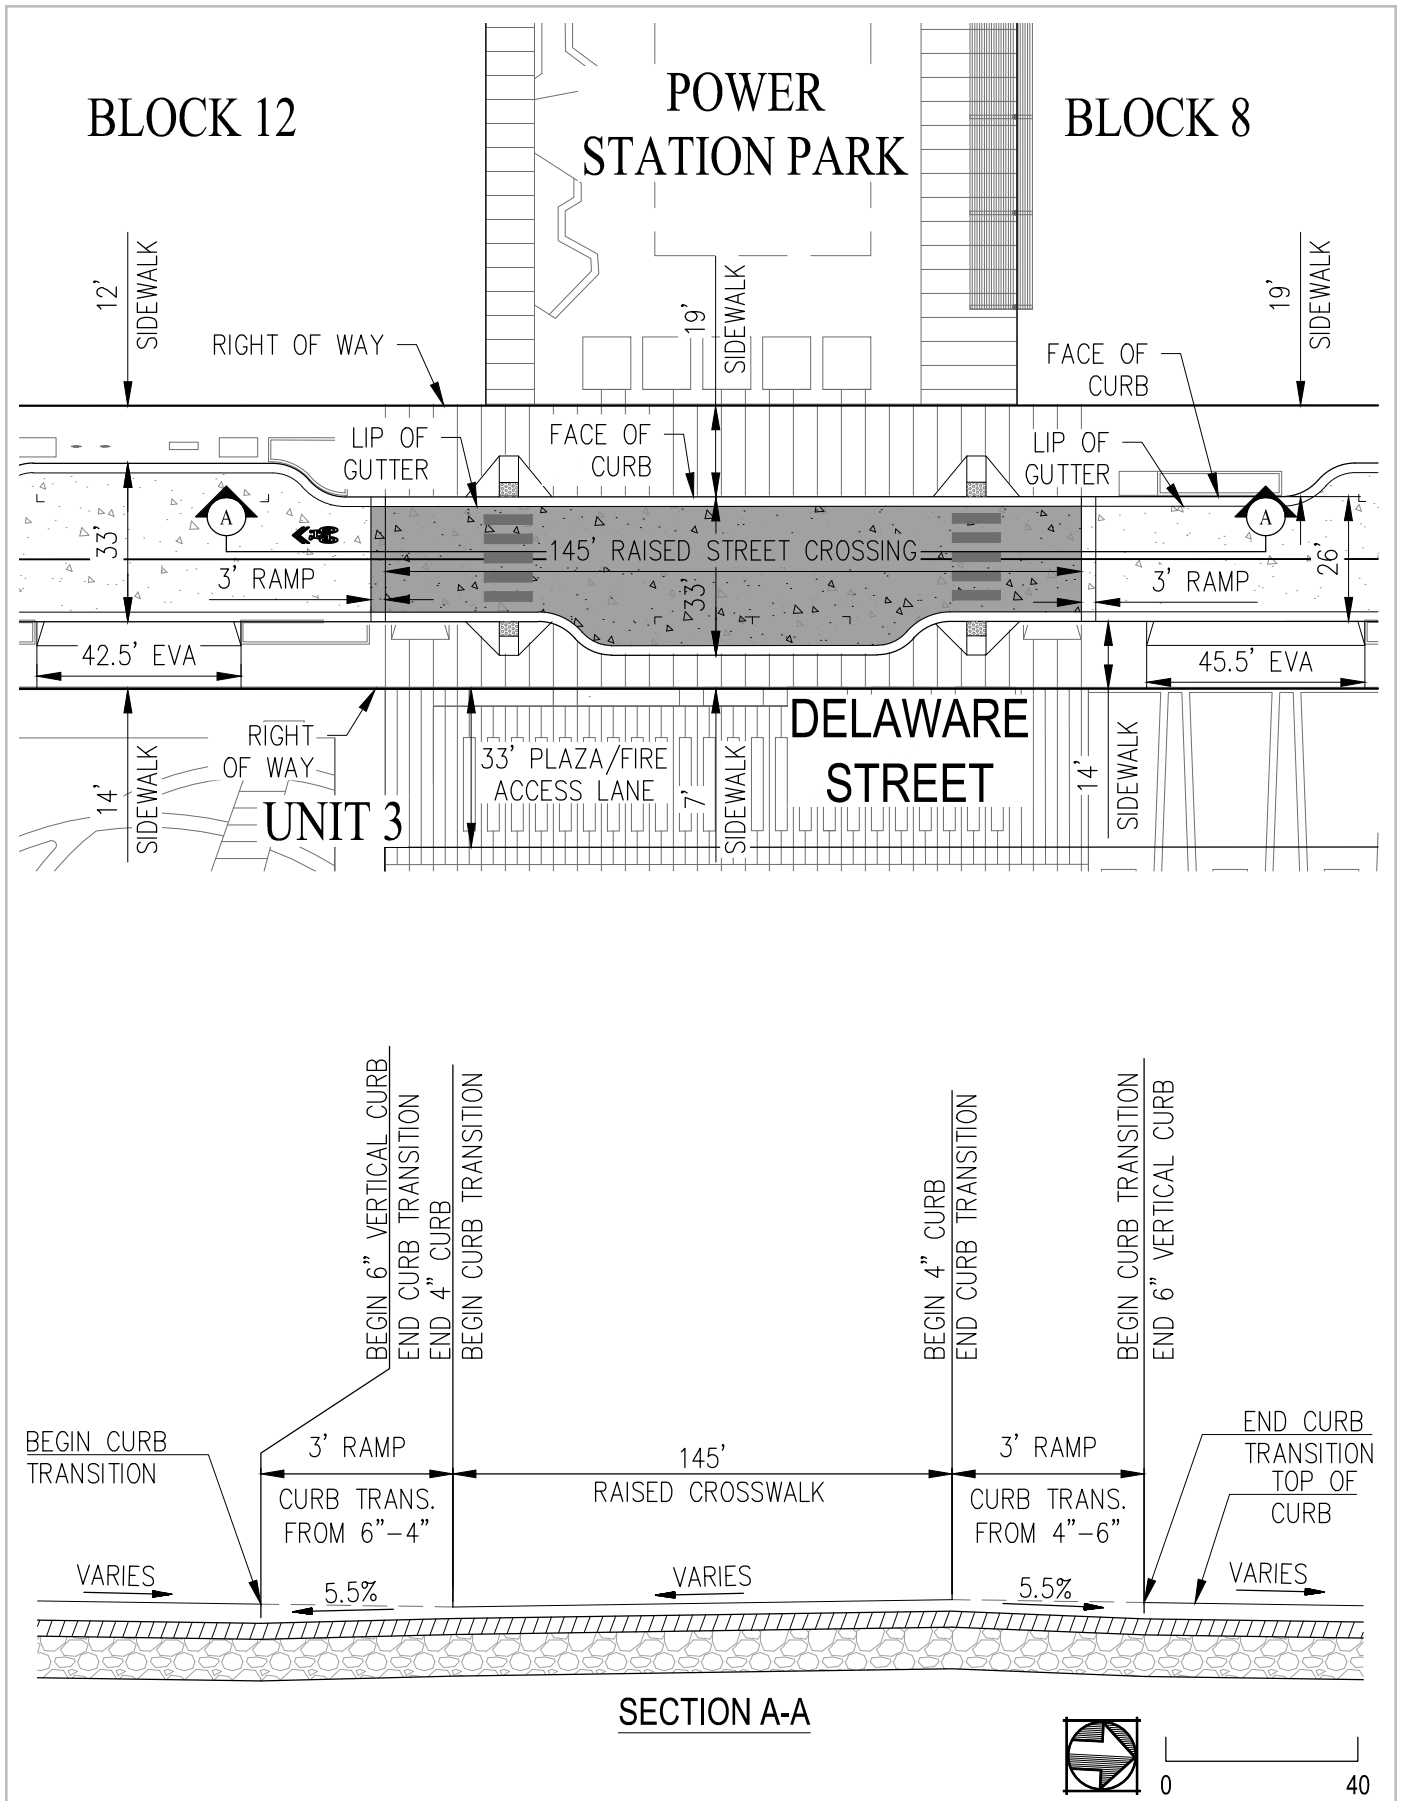 BLOCK 12
POWER
STATION PARK
BLOCK 8
12'
SIDEWALK
19'
SIDEWALK
19'
SIDEWALK
RIGHT OF WAY
FACE OF
CURB
LIP OF
GUTTER
FACE OF
CURB
LIP OF
GUTTER
A
A
33'
145' RAISED STREET CROSSING
26'
3' RAMP
33'
3' RAMP
42.5' EVA
45.5' EVA
RIGHT
OF WAY
DELAWARE
STREET
33' PLAZA/FIRE
ACCESS LANE
14'
SIDEWALK
UNIT 3
7'
SIDEWALK
14'
SIDEWALK
BEGIN 6" VERTICAL CURB
END CURB TRANSITION
END 4" CURB
BEGIN CURB TRANSITION
BEGIN 4" CURB
END CURB TRANSITION
BEGIN CURB TRANSITION
END 6" VERTICAL CURB
BEGIN CURB
TRANSITION
3' RAMP
CURB TRANS.
FROM 6"-4"
145'
RAISED CROSSWALK
3' RAMP
CURB TRANS.
FROM 4"-6"
END CURB
TRANSITION
TOP OF
CURB
VARIES
5.5%
VARIES
5.5%
VARIES
SECTION A-A
0
40